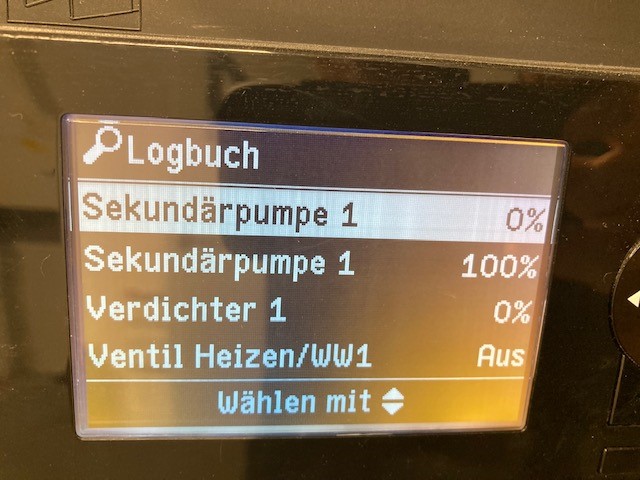 Logbuch
Sekundärpumpe 1 0%
Sekundärpumpe 1 100%
Verdichter 1 0%
Ventil Heizen/WW1 Aus
Wählen mit